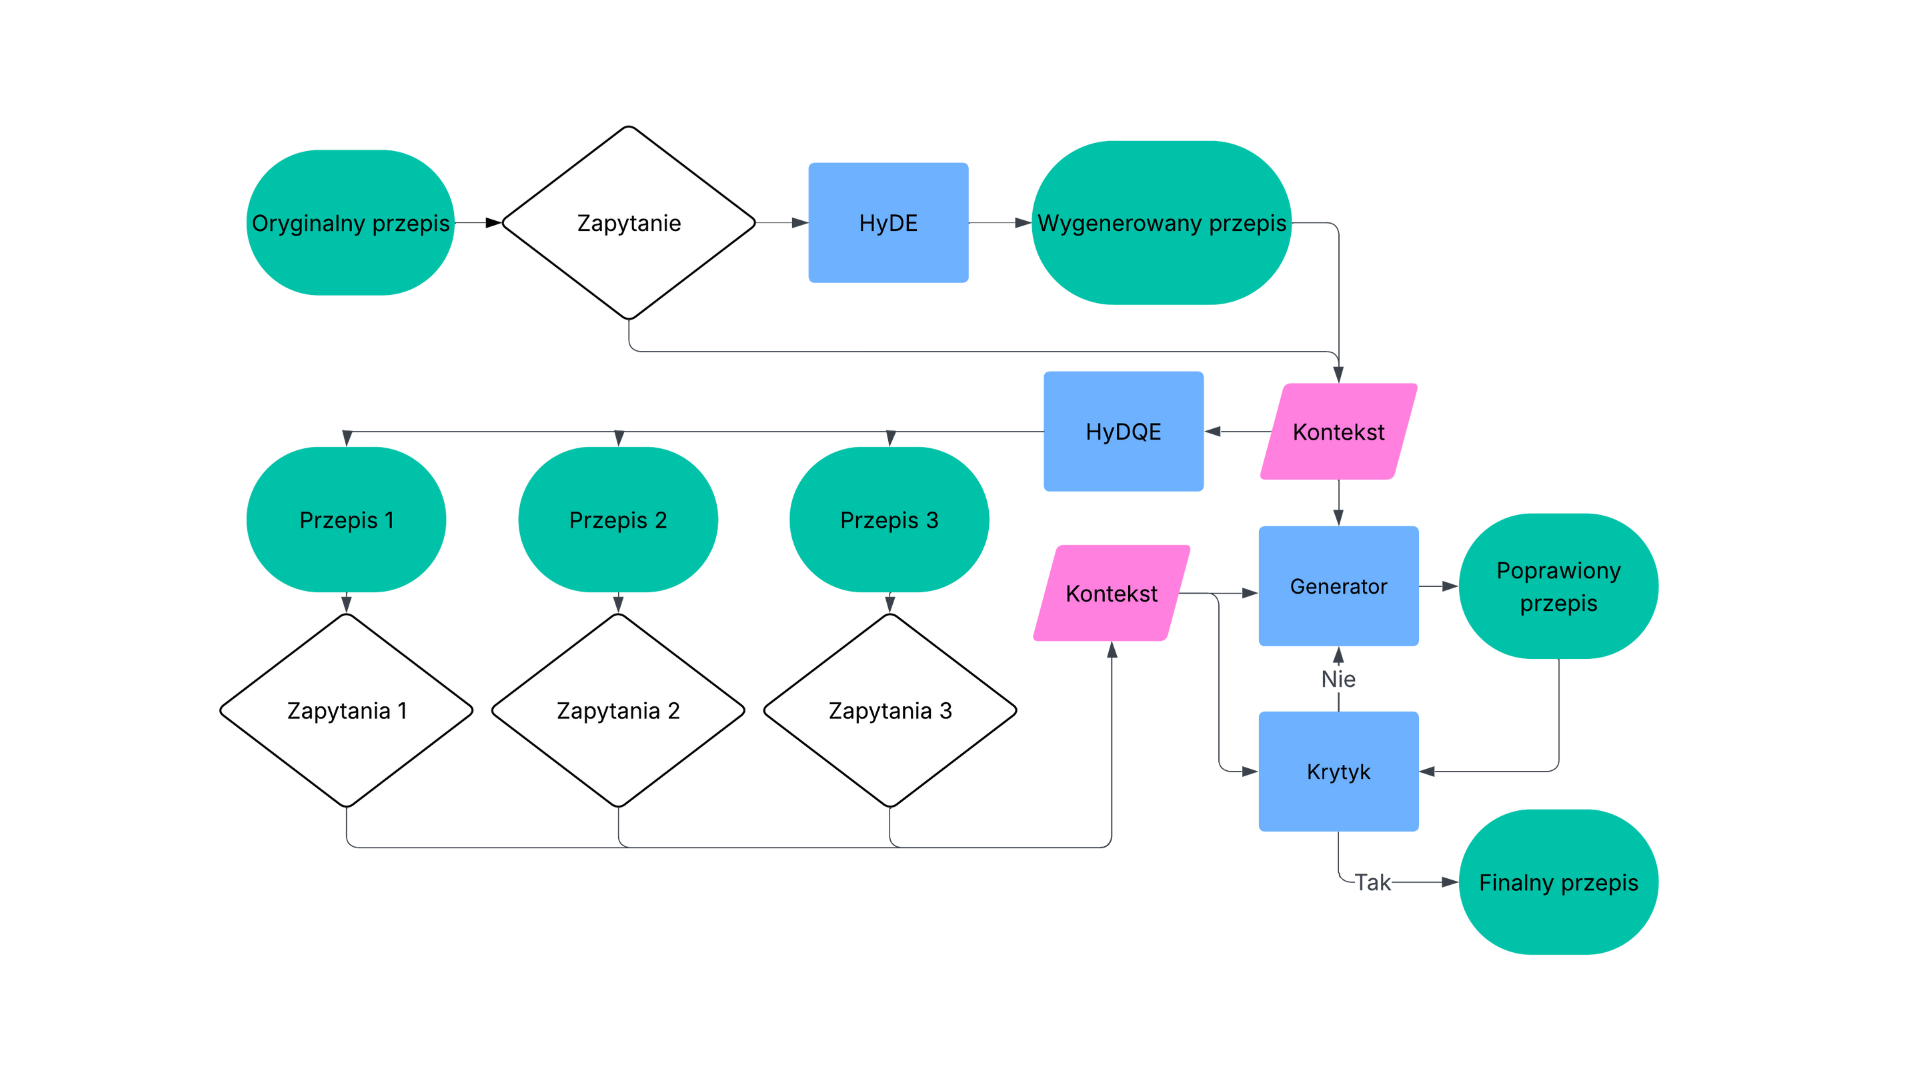 Oryginalny przepis
Zapytanie
HyDE
Wygenerowany przepis
HyDQE
Kontekst
Przepis 1
Przepis 2
Przepis 3
Kontekst
Generator
Poprawiony
przepis
Nie
Zapytania 1
Zapytania 2
Zapytania 3
Krytyk
Tak
Finalny przepis